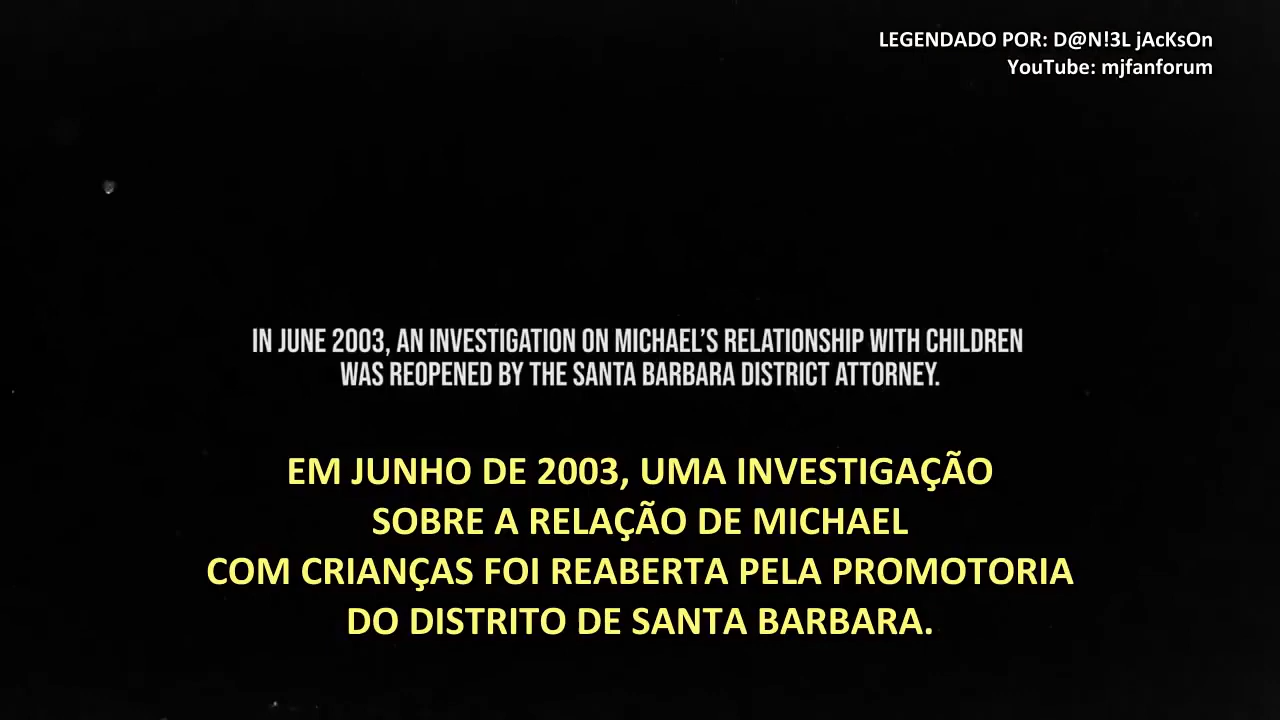 LEGENDADO POR: D@N!3L jAcKsOn
YouTube: mjfanforum
IN JUNE 2003, AN INVESTIGATION ON MICHAEL'S RELATIONSHIP WITH CHILDREN
WAS REOPENED BY THE SANTA BARBARA DISTRICT ATTORNEY.
EM JUNHO DE 2003, UMA INVESTIGAÇÃO
SOBRE A RELAÇÃO DE MICHAEL
COM CRIANÇAS FOI REABERTA PELA PROMOTORIA
DO DISTRITO DE SANTA BARBARA.